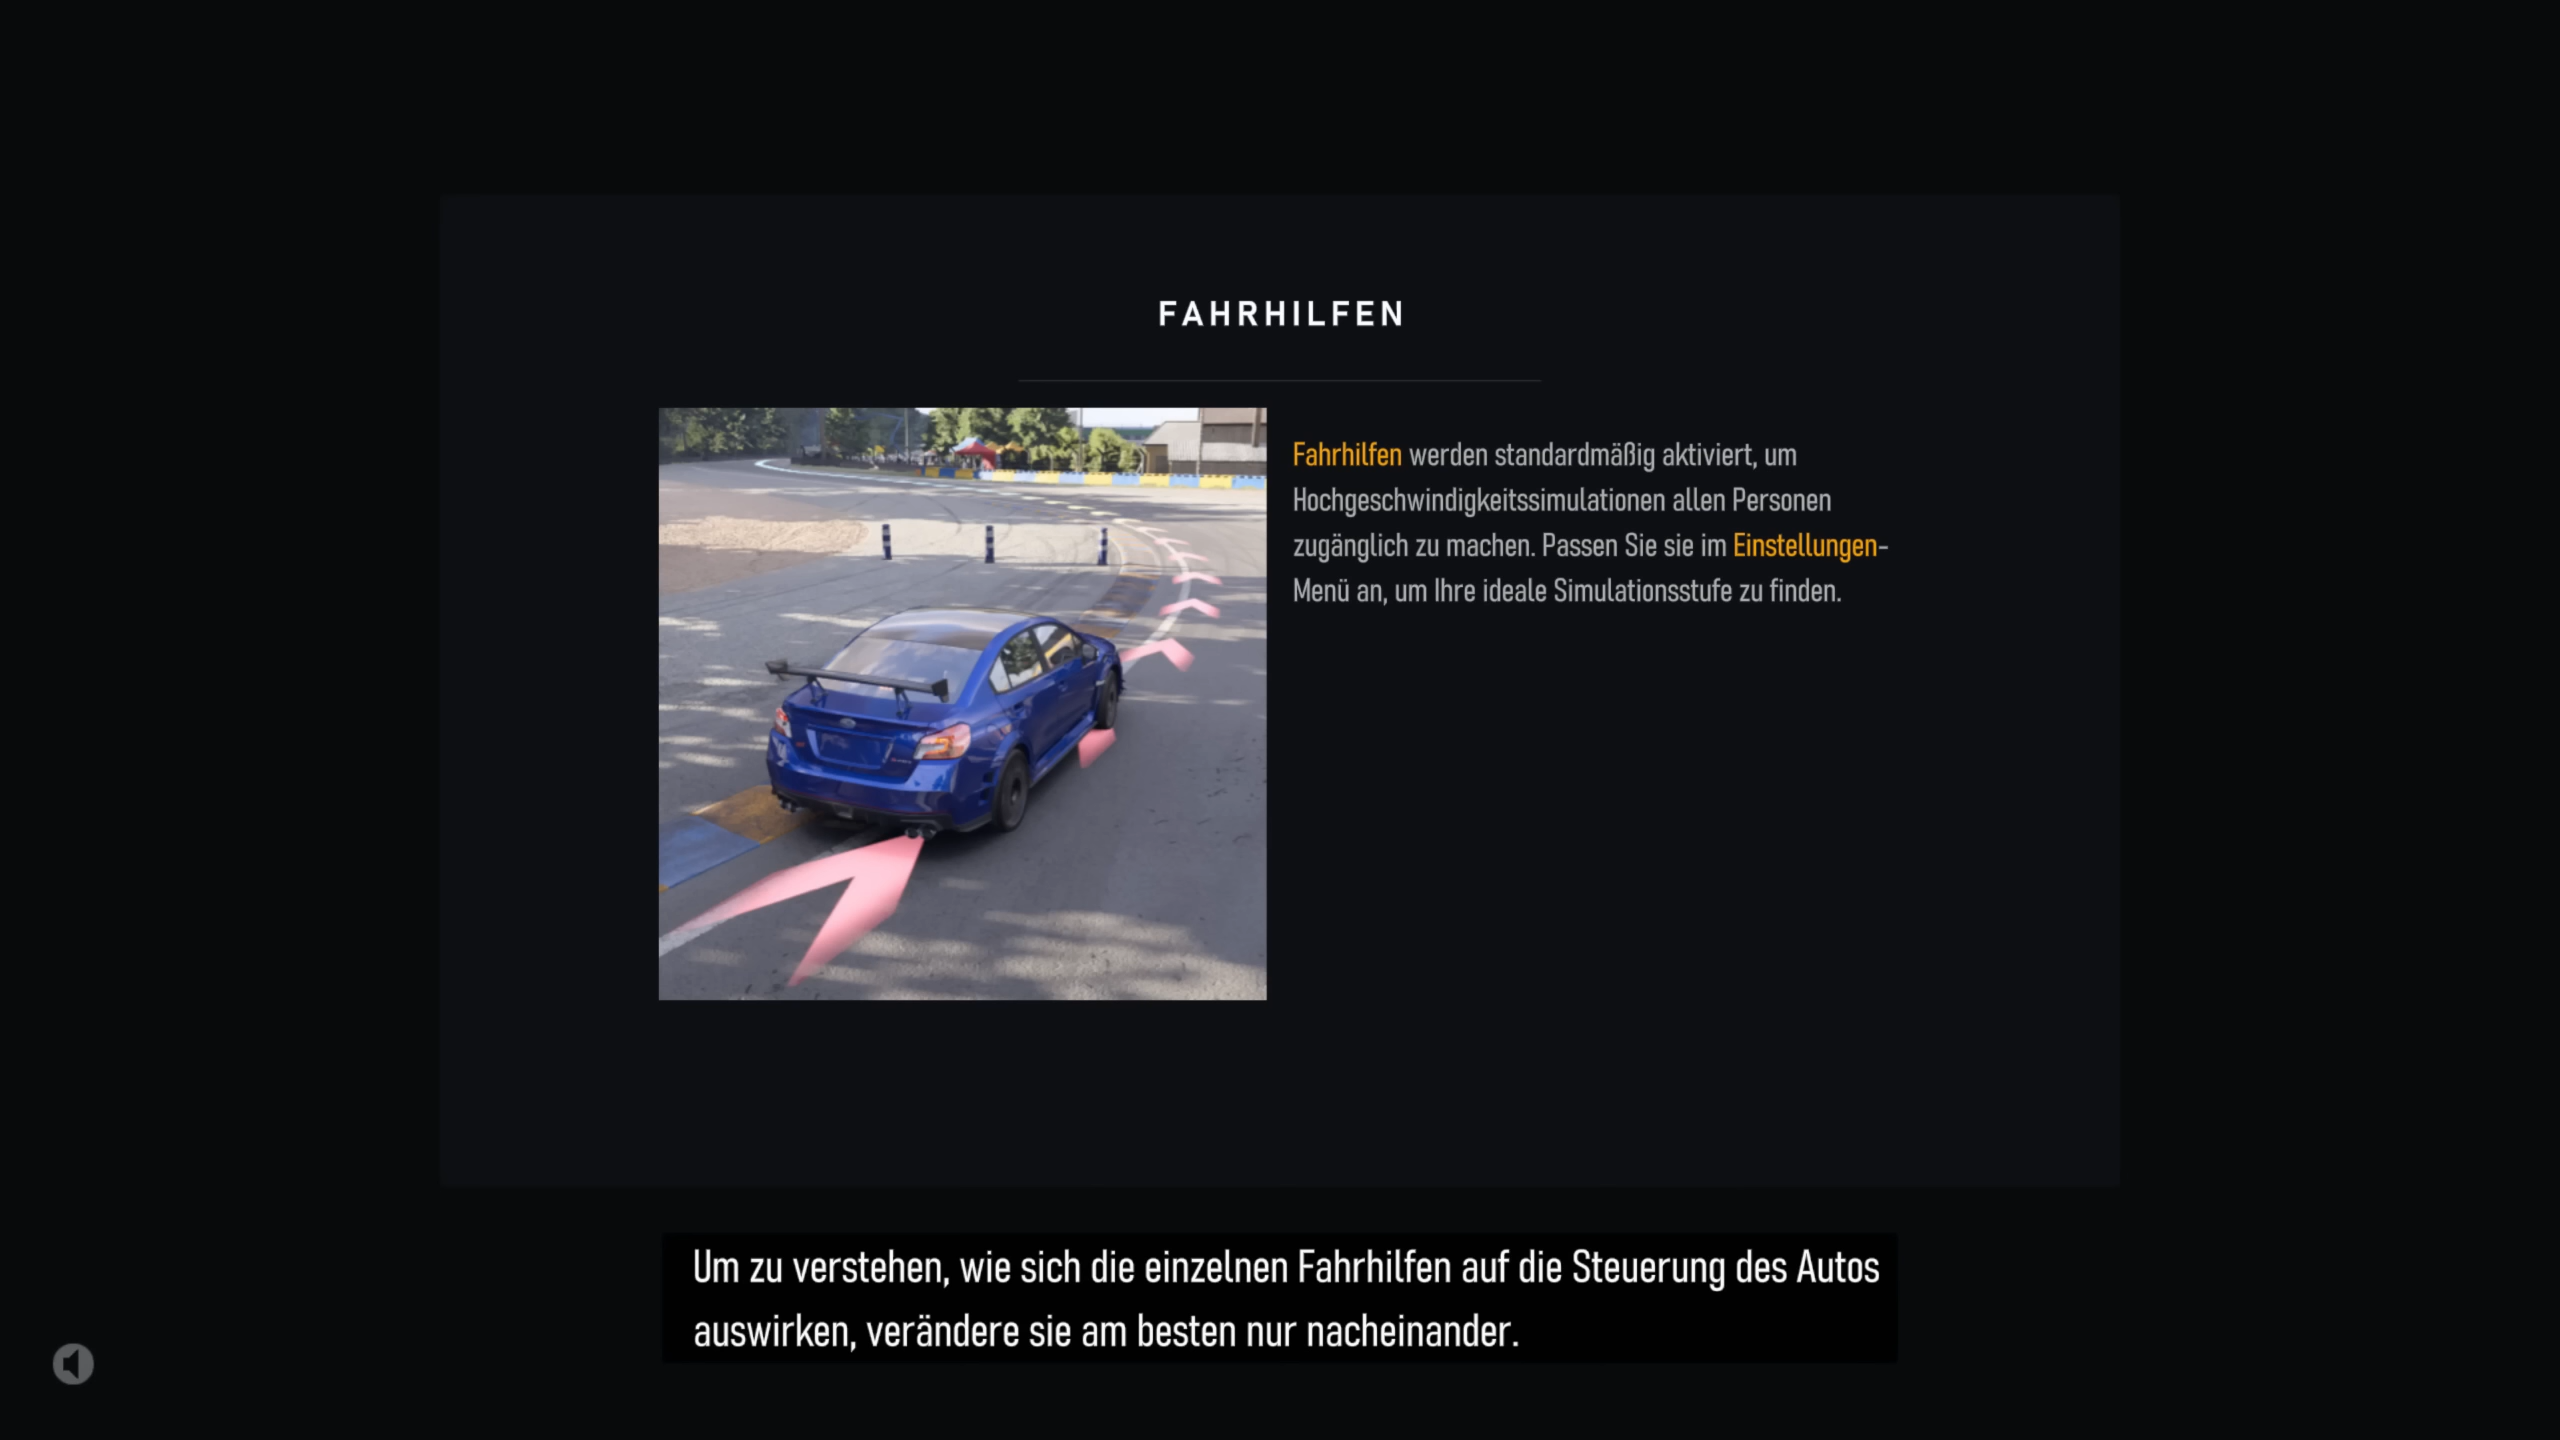 FAHRHILFEN
Fahrhilfen werden standardmäßig aktiviert, um
Hochgeschwindigkeitssimulationen allen Personen
zugänglich zu machen. Passen Sie sie im Einstellungen-
Menü an, um Ihre ideale Simulationsstufe zu finden.
Um zu verstehen, wie sich die einzelnen Fahrhilfen auf die Steuerung des Autos
auswirken, verändere sie am besten nur nacheinander.